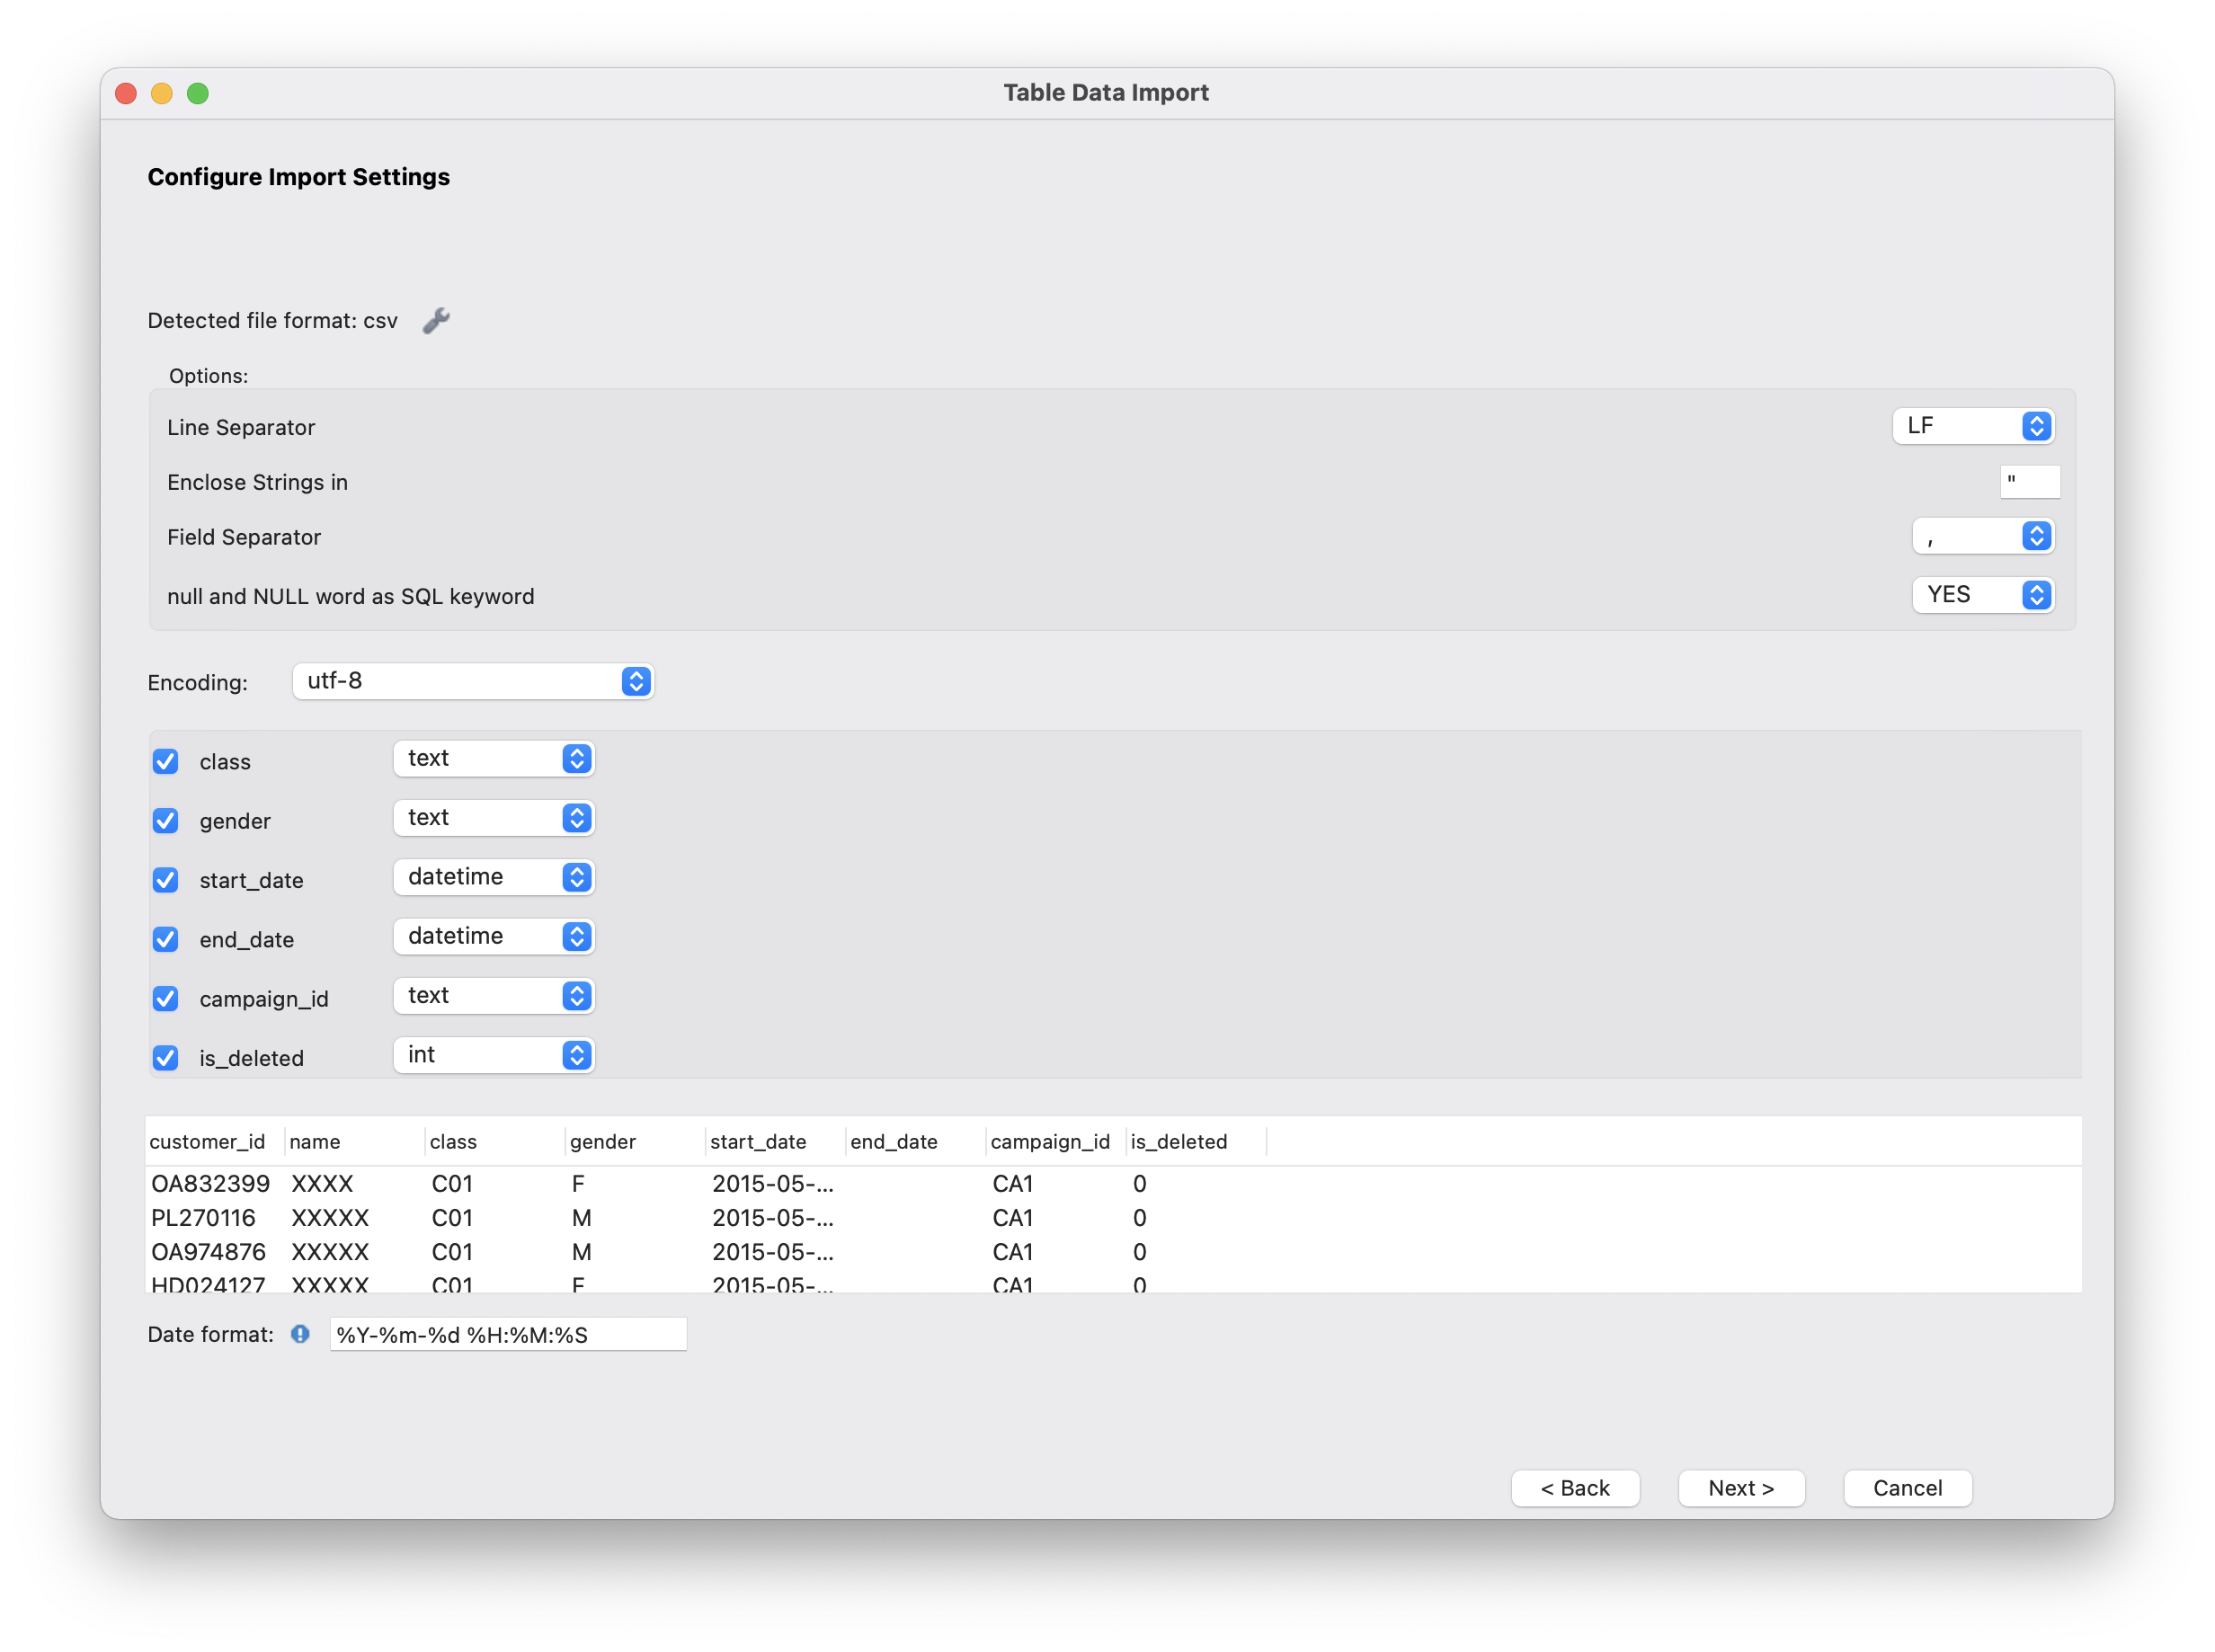 Table Data Import
Configure Import Settings
Detected file format: csv
Options:
Line Separator LF
Enclose Strings in "
Field Separator ,
null and NULL word as SQL keyword YES
Encoding: utf-8
class text
gender text
start_date datetime
end_date datetime
campaign_id text
is_deleted int
customer_id name class gender start_date end_date campaign_id is_deleted
OA832399 XXXX C01 F 2015-05-... CA1 0
PL270116 XXXXX C01 M 2015-05-... CA1 0
OA974876 XXXXX C01 M 2015-05-... CA1 0
HD024127 XXXXX C01 F 2015-05-... CA1 0
Date format: %Y-%m-%d %H:%M:%S
< Back Next > Cancel